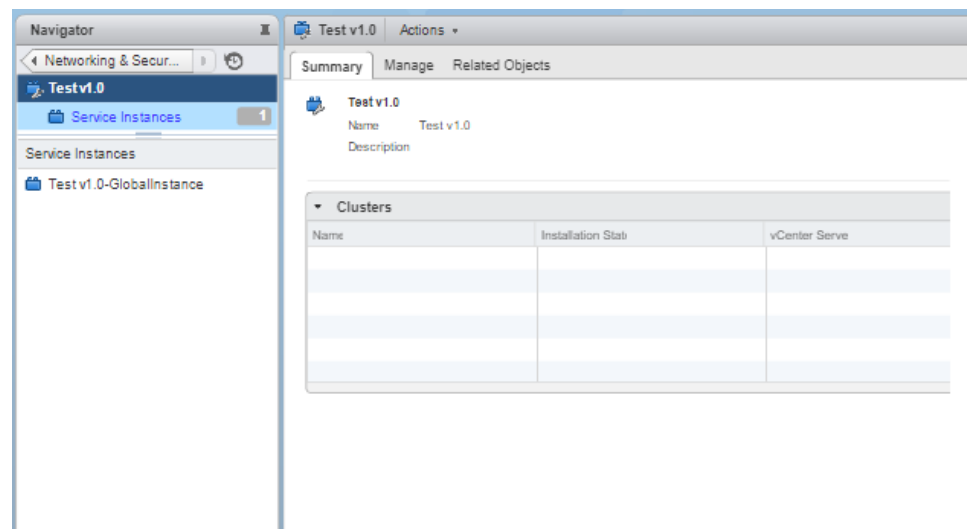 Navigator
Networking & Secur...
Test v1.0
Service Instances 1
Service Instances
Test v1.0-GlobalInstance
Test v1.0 Actions
Summary Manage Related Objects
Test v1.0
Name Test v1.0
Description
Clusters
Name Installation Stat vCenter Serve